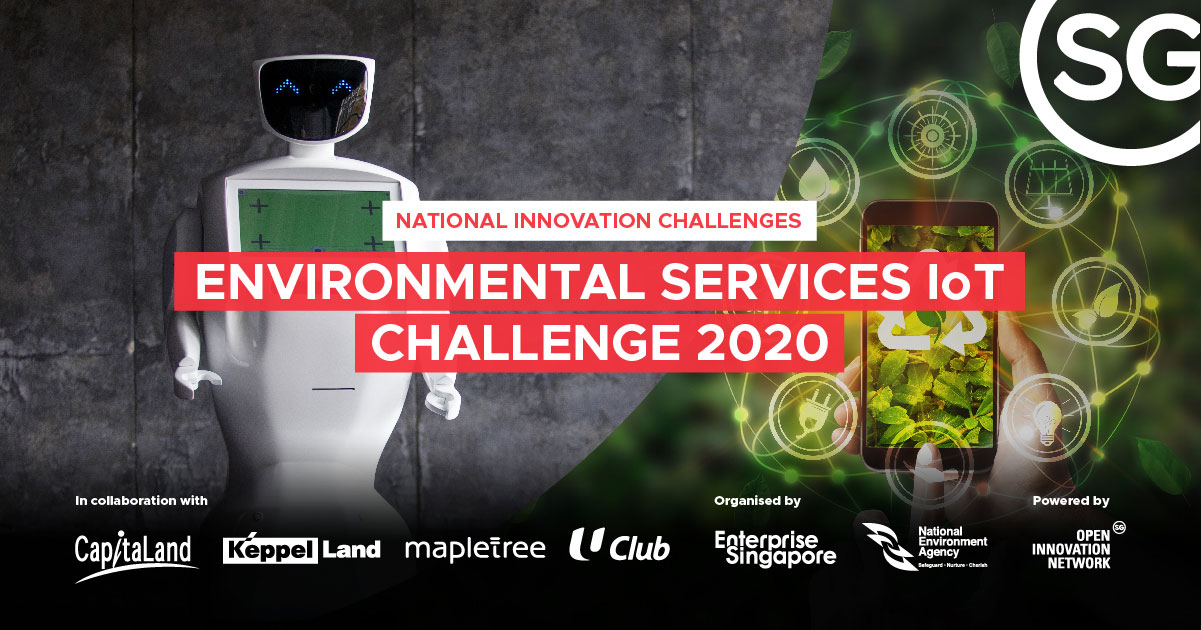 SG
NATIONAL INNOVATION CHALLENGES
ENVIRONMENTAL SERVICES IoT
CHALLENGE 2020
In collaboration with
CapitaLand
Képpel Land
mapletree
U Club
Organised by
Enterprise
Singapore
National
Environment
Agency
Safeguard • Nurture • Cherish
Powered by
OPEN SG
INNOVATION
NETWORK